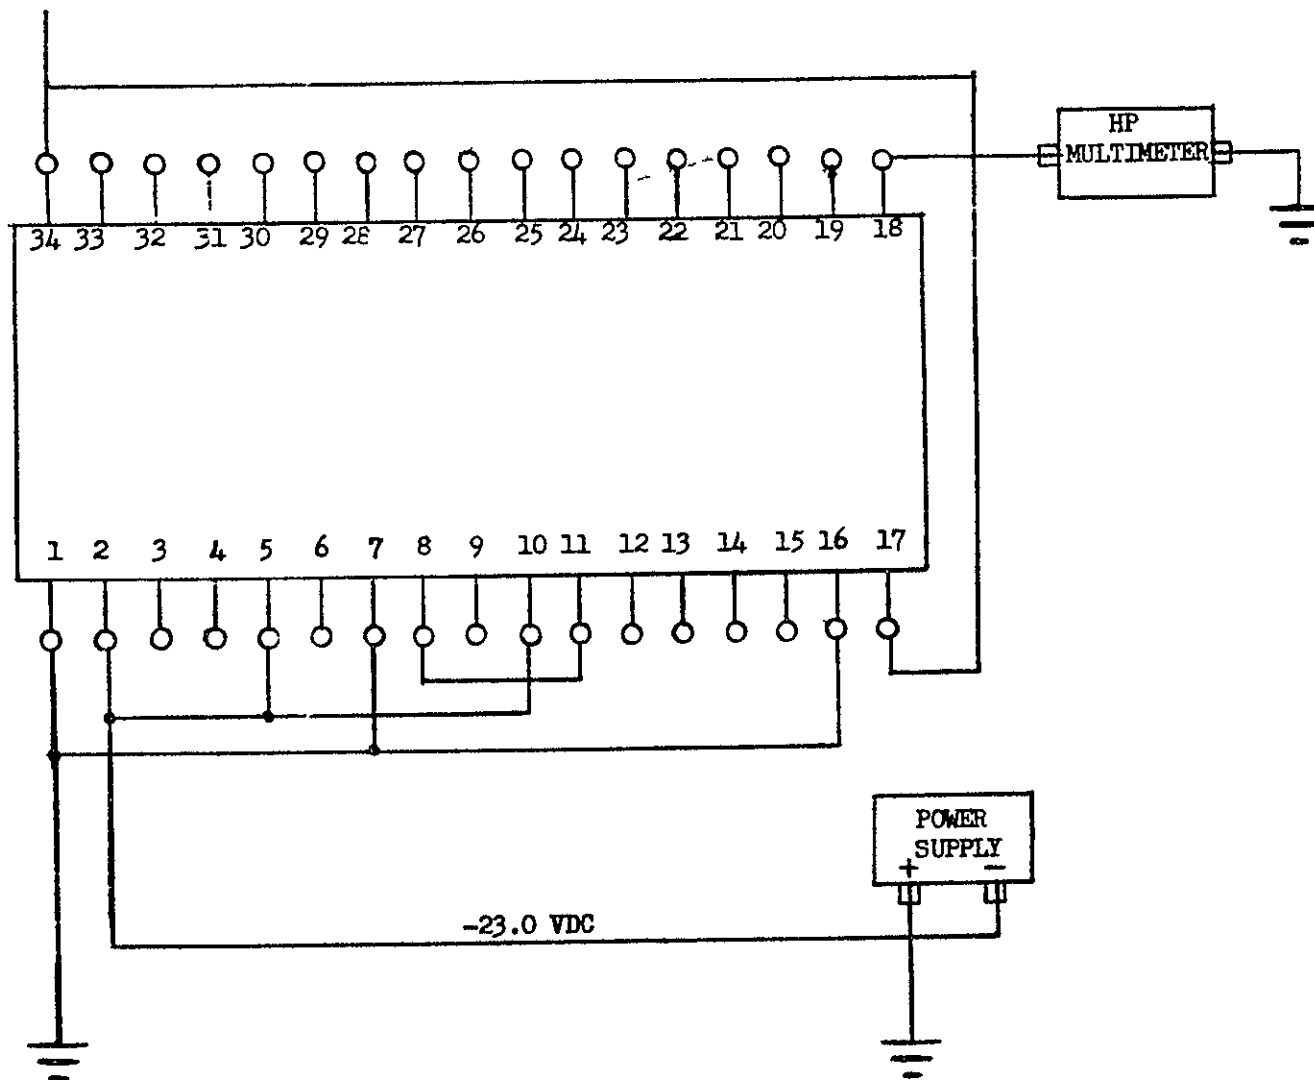 HP
MULTIMETER
34 33 32 31 30 29 28 27 26 25 24 23 22 21 20 19 18
1 2 3 4 5 6 7 8 9 10 11 12 13 14 15 16 17
POWER
SUPPLY
+ -
-23.0 VDC